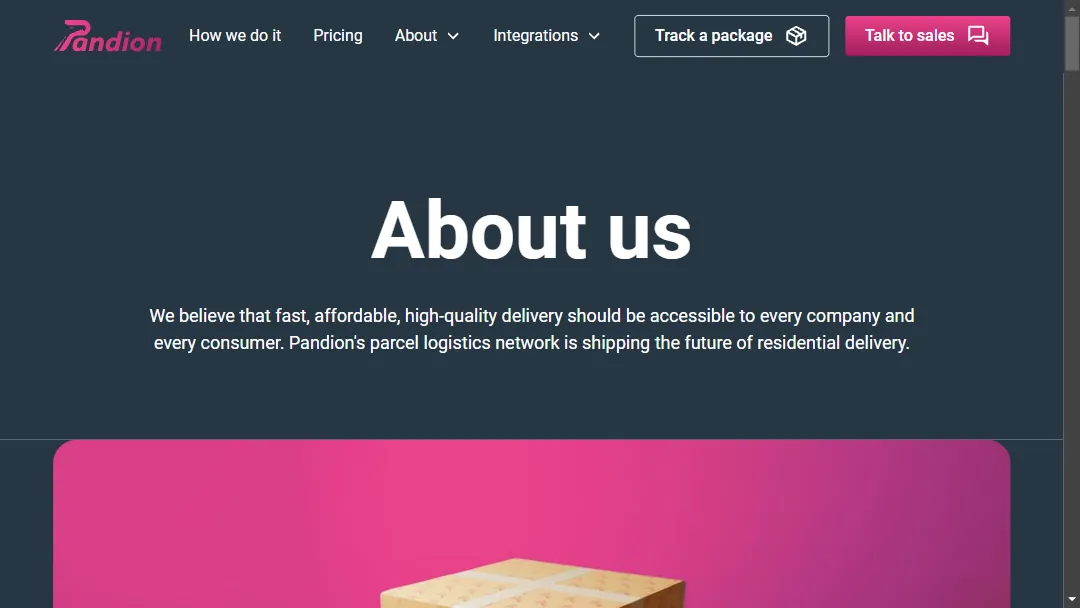 Pandion
How we do it
Pricing
About
Integrations
Track a package
Talk to sales
About us
We believe that fast, affordable, high-quality delivery should be accessible to every company and
every consumer. Pandion's parcel logistics network is shipping the future of residential delivery.